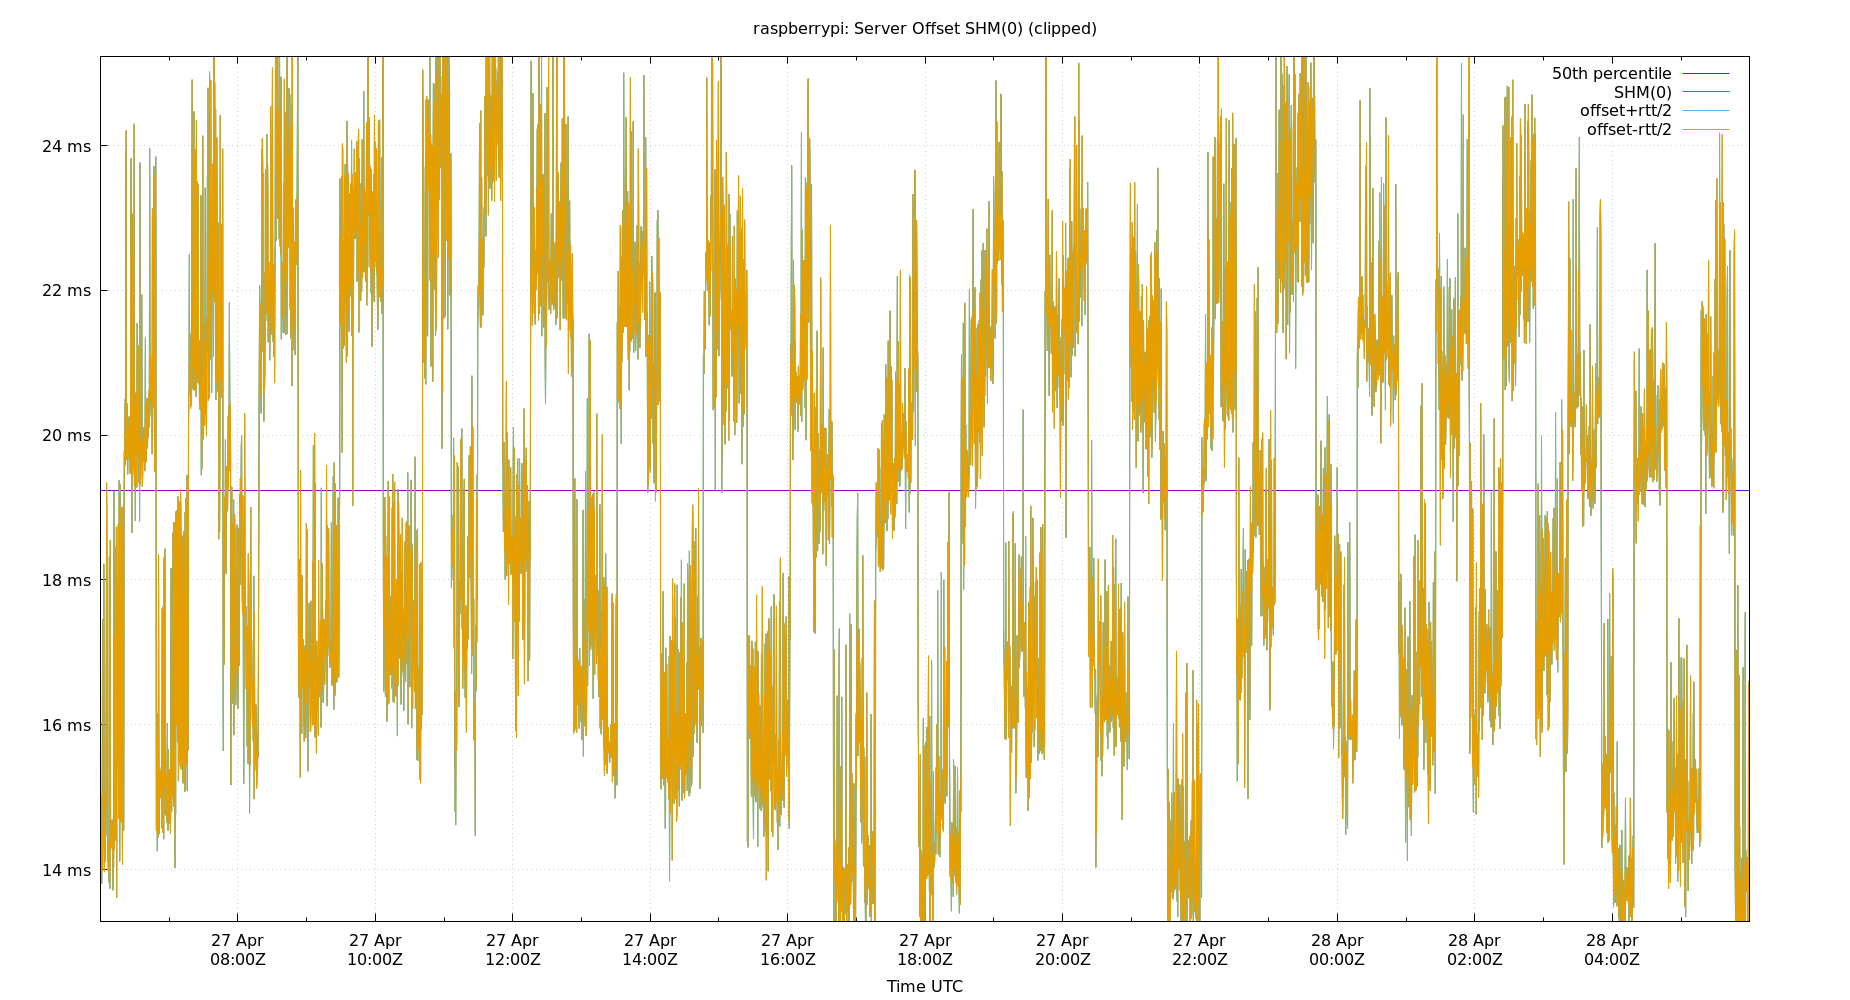 raspberrypi: Server Offset SHM(0) (clipped)
50th percentile
SHM(0)
offset+rtt/2
offset-rtt/2
24 ms
22 ms
20 ms
18 ms
16 ms
14 ms
27 Apr 27 Apr 27 Apr 27 Apr 27 Apr 27 Apr 27 Apr 27 Apr 28 Apr 28 Apr 28 Apr
08:00Z 10:00Z 12:00Z 14:00Z 16:00Z 18:00Z 20:00Z 22:00Z 00:00Z 02:00Z 04:00Z
Time UTC